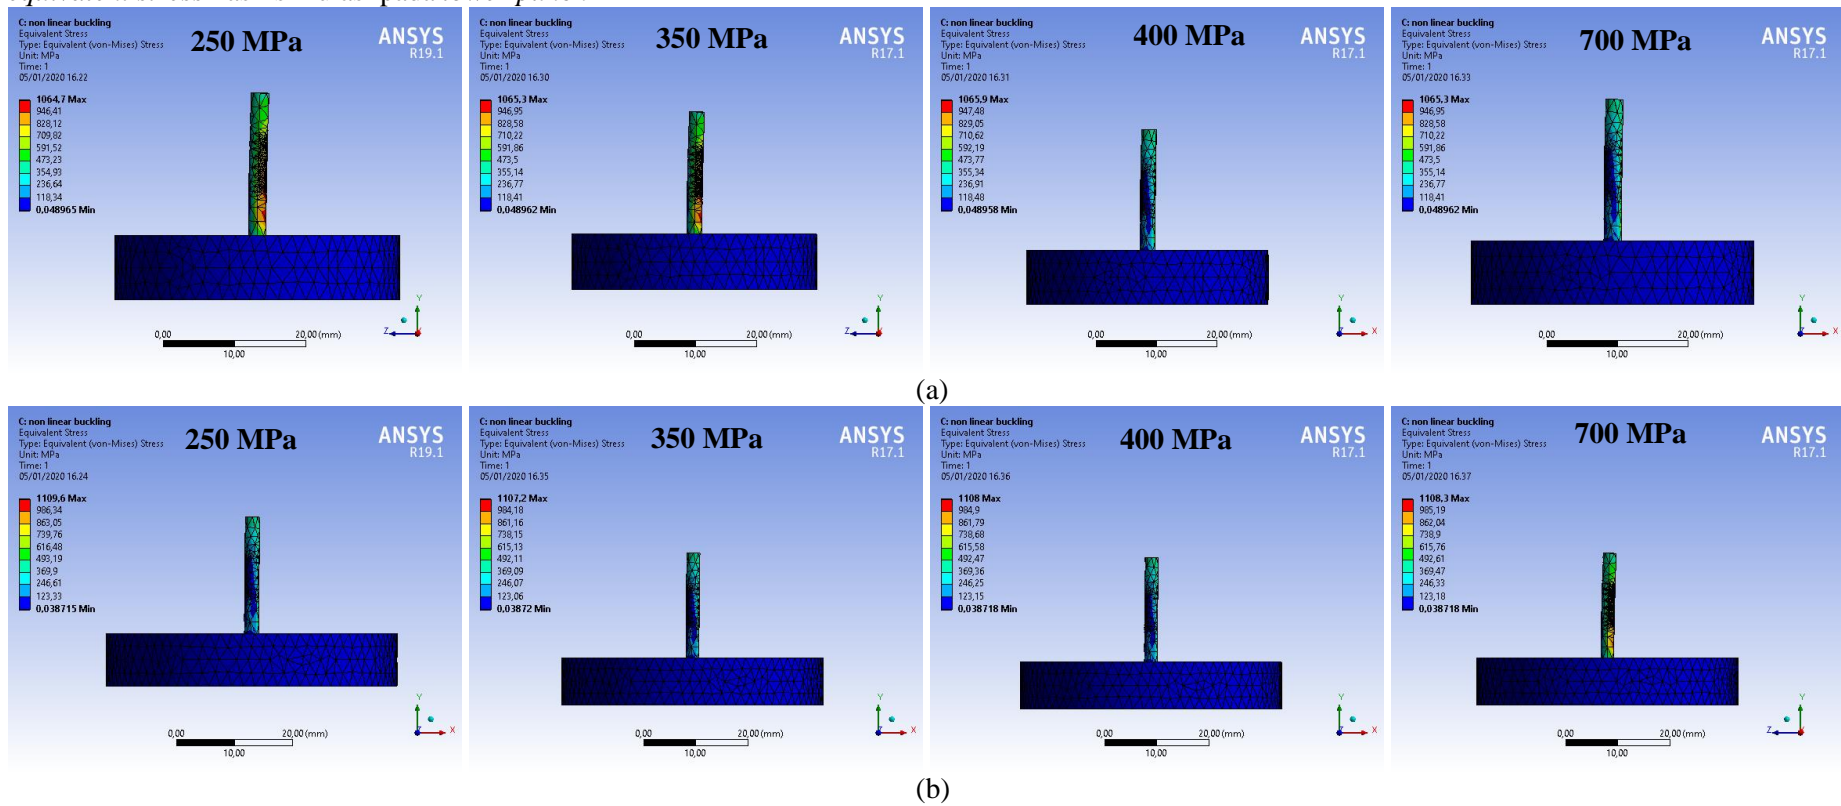 C: non linear buckling
Equivalent Stress
Type: Equivalent (von-Mises) Stress
Unit: MPa
Time: 1
05/01/2020 16.22
250 MPa
ANSYS
R19.1
1064,7 Max
946,41
828,12
709,82
591,52
473,23
354,93
236,64
118,34
0,048965 Min
Y
Z
X
0,00
20,00 (mm)
10,00
C: non linear buckling
Equivalent Stress
Type: Equivalent (von-Mises) Stress
Unit: MPa
Time: 1
05/01/2020 16.30
350 MPa
ANSYS
R17.1
1065,3 Max
946,95
828,58
710,22
591,86
473,5
355,14
236,77
118,41
0,048962 Min
Y
Z
X
0,00
20,00 (mm)
10,00
C: non linear buckling
Equivalent Stress
Type: Equivalent (von-Mises) Stress
Unit: MPa
Time: 1
05/01/2020 16.31
400 MPa
ANSYS
R17.1
1065,9 Max
947,48
829,05
710,62
592,19
473,77
355,34
236,91
118,48
0,048958 Min
Y
Z
X
0,00
20,00 (mm)
10,00
C: non linear buckling
Equivalent Stress
Type: Equivalent (von-Mises) Stress
Unit: MPa
Time: 1
05/01/2020 16.33
700 MPa
ANSYS
R17.1
1065,3 Max
946,95
828,58
710,22
591,86
473,5
355,14
236,77
118,41
0,048962 Min
Y
Z
X
0,00
20,00 (mm)
10,00
(a)
C: non linear buckling
Equivalent Stress
Type: Equivalent (von-Mises) Stress
Unit: MPa
Time: 1
05/01/2020 16.24
250 MPa
ANSYS
R19.1
1109,6 Max
986,34
863,05
739,76
616,48
493,19
369,9
246,61
123,33
0,038715 Min
Y
Z
X
0,00
20,00 (mm)
10,00
C: non linear buckling
Equivalent Stress
Type: Equivalent (von-Mises) Stress
Unit: MPa
Time: 1
05/01/2020 16.35
350 MPa
ANSYS
R17.1
1107,2 Max
984,18
861,16
738,15
615,13
492,11
369,09
246,07
123,06
0,03872 Min
Y
Z
X
0,00
20,00 (mm)
10,00
C: non linear buckling
Equivalent Stress
Type: Equivalent (von-Mises) Stress
Unit: MPa
Time: 1
05/01/2020 16.36
400 MPa
ANSYS
R17.1
1108 Max
984,9
861,79
738,68
615,58
492,47
369,36
246,25
123,15
0,038718 Min
Y
Z
X
0,00
20,00 (mm)
10,00
C: non linear buckling
Equivalent Stress
Type: Equivalent (von-Mises) Stress
Unit: MPa
Time: 1
05/01/2020 16.37
700 MPa
ANSYS
R17.1
1108,3 Max
985,19
862,04
738,9
615,76
492,61
369,47
246,33
123,18
0,038718 Min
Y
Z
X
0,00
20,00 (mm)
10,00
(b)